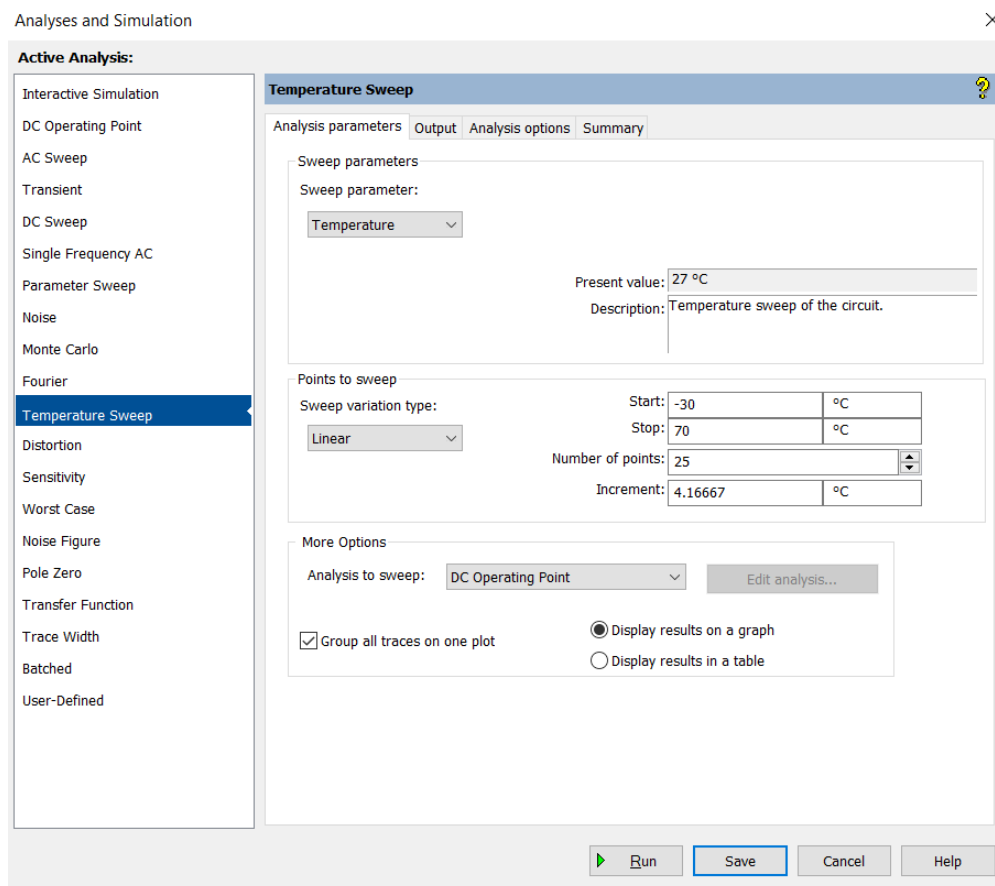 Analyses and Simulation
Active Analysis:
Interactive Simulation
DC Operating Point
AC Sweep
Transient
DC Sweep
Single Frequency AC
Parameter Sweep
Noise
Monte Carlo
Fourier
Temperature Sweep
Distortion
Sensitivity
Worst Case
Noise Figure
Pole Zero
Transfer Function
Trace Width
Batched
User-Defined
Temperature Sweep
?
Analysis parameters Output Analysis options Summary
Sweep parameters
Sweep parameter:
Temperature
Present value: 27 °C
Description: Temperature sweep of the circuit.
Points to sweep
Sweep variation type:
Linear
Start: -30 °C
Stop: 70 °C
Number of points: 25
Increment: 4.16667 °C
More Options
Analysis to sweep: DC Operating Point Edit analysis...
Group all traces on one plot
Display results on a graph
Display results in a table
Run Save Cancel Help